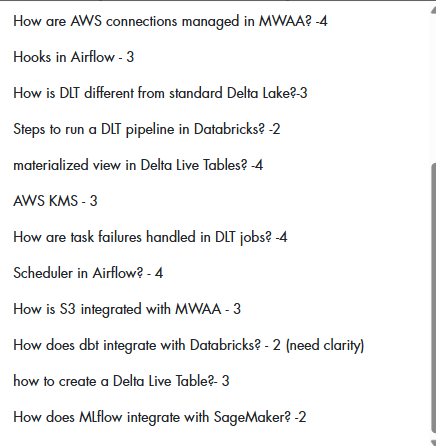 How are AWS connections managed in MWAA? -4
Hooks in Airflow - 3
How is DLT different from standard Delta Lake?-3
Steps to run a DLT pipeline in Databricks? -2
materialized view in Delta Live Tables? -4
AWS KMS - 3
How are task failures handled in DLT jobs? -4
Scheduler in Airflow? - 4
How is S3 integrated with MWAA - 3
How does dbt integrate with Databricks? - 2 (need clarity)
how to create a Delta Live Table?- 3
How does MLflow integrate with SageMaker? -2